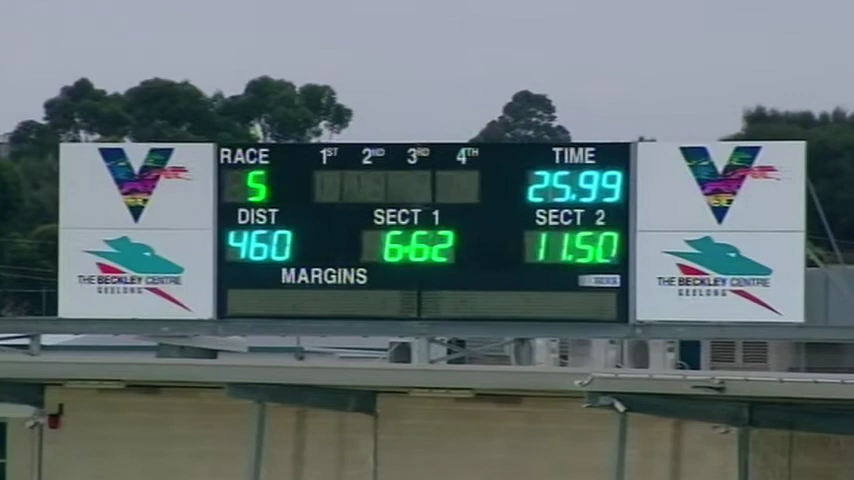 RACE 1ST 2ND 3RD 4TH TIME
5 25.99
DIST SECT 1 SECT 2
460 6.62 11.50
MARGINS
V
THE BECKLEY CENTRE
GEELONG
V
THE BECKLEY CENTRE
GEELONG